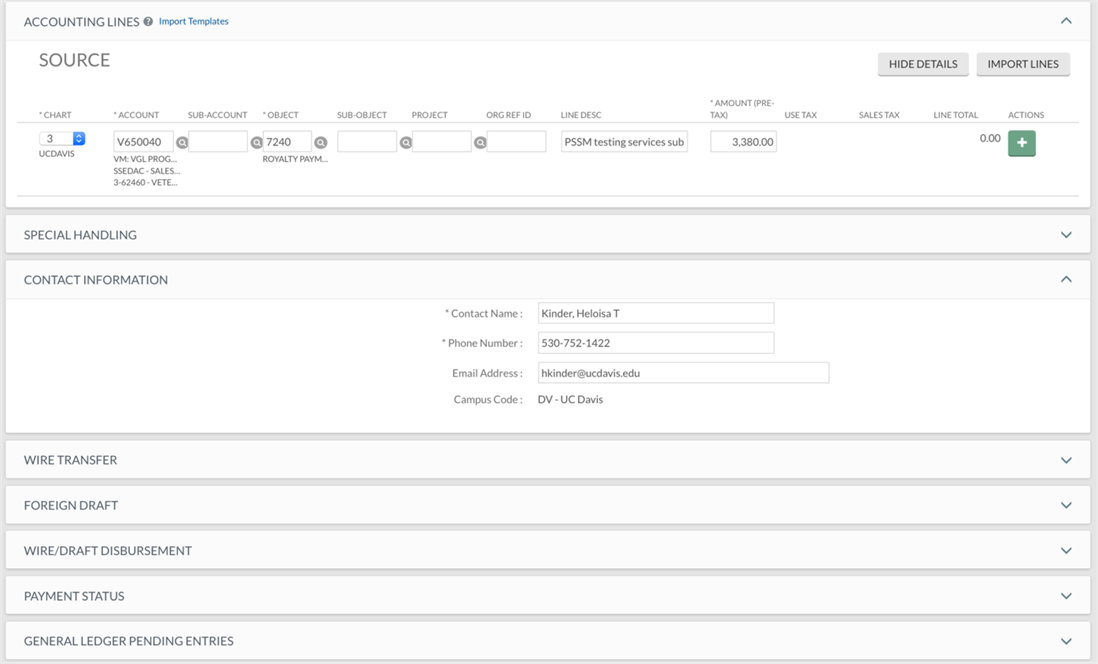 ACCOUNTING LINES ? Import Templates
SOURCE
HIDE DETAILS IMPORT LINES
* CHART * ACCOUNT SUB-ACCOUNT * OBJECT SUB-OBJECT PROJECT ORG REF ID LINE DESC * AMOUNT (PRE-TAX) USE TAX SALES TAX LINE TOTAL ACTIONS
3 V650040 7240 PSSM testing services sub 3,380.00 0.00 +
UCDAVIS VM: VGL PROG... ROYALTY PAYM...
SSEDAC - SALES...
3-62460 - VETE...
SPECIAL HANDLING
CONTACT INFORMATION
* Contact Name : Kinder, Heloisa T
* Phone Number : 530-752-1422
Email Address : hkinder@ucdavis.edu
Campus Code : DV - UC Davis
WIRE TRANSFER
FOREIGN DRAFT
WIRE/DRAFT DISBURSEMENT
PAYMENT STATUS
GENERAL LEDGER PENDING ENTRIES